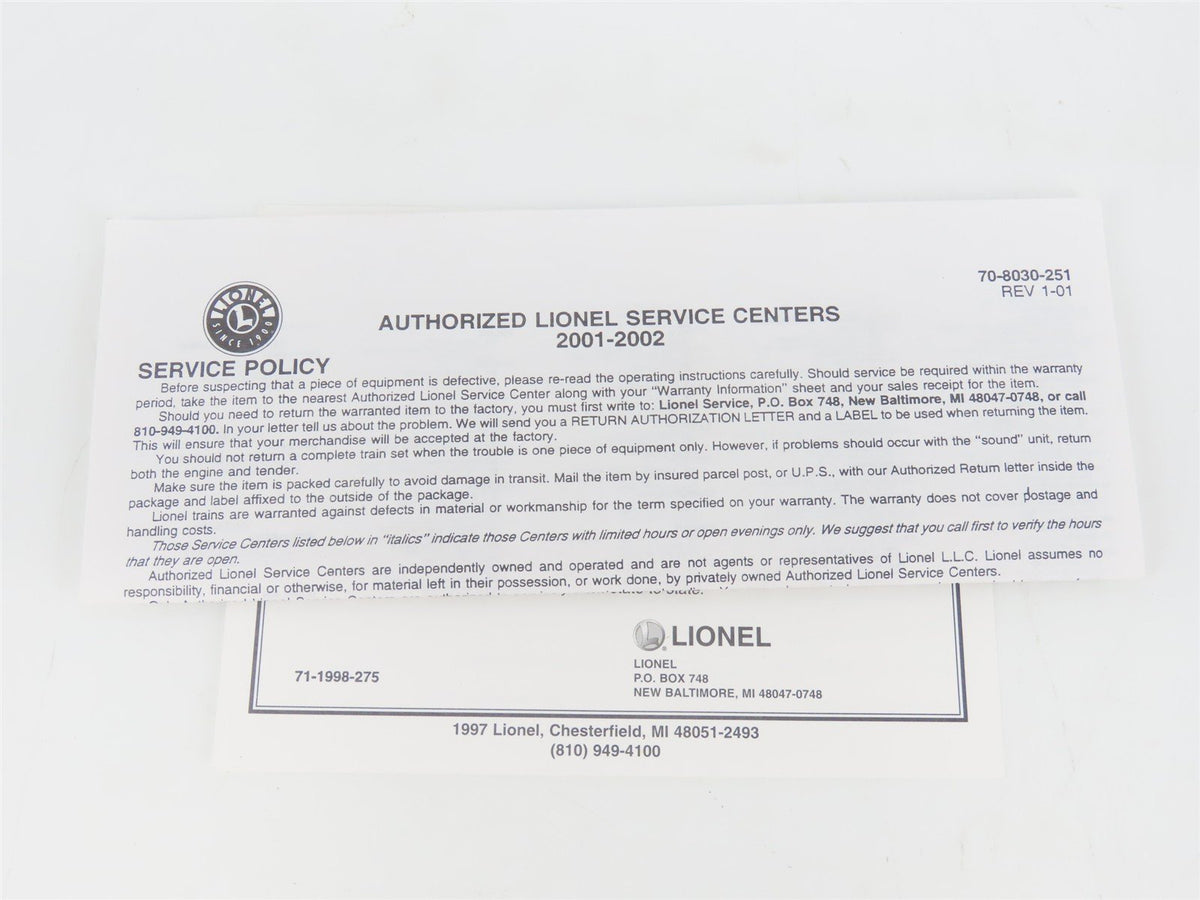 70-8030-251
REV 1-01
LIONEL
L
SINCE 1900
AUTHORIZED LIONEL SERVICE CENTERS
2001-2002
SERVICE POLICY
Before suspecting that a piece of equipment is defective, please re-read the operating instructions carefully. Should service be required within the warranty
period, take the item to the nearest Authorized Lionel Service Center along with your "Warranty Information" sheet and your sales receipt for the item.
Should you need to return the warranted item to the factory, you must first write to: Lionel Service, P.O. Box 748, New Baltimore, MI 48047-0748, or call
810-949-4100. In your letter tell us about the problem. We will send you a RETURN AUTHORIZATION LETTER and a LABEL to be used when returning the item.
This will ensure that your merchandise will be accepted at the factory.
You should not return a complete train set when the trouble is one piece of equipment only. However, if problems should occur with the "sound" unit, return
both the engine and tender.
Make sure the item is packed carefully to avoid damage in transit. Mail the item by insured parcel post, or U.P.S., with our Authorized Return letter inside the
package and label affixed to the outside of the package.
Lionel trains are warranted against defects in material or workmanship for the term specified on your warranty. The warranty does not cover postage and
handling costs.
Those Service Centers listed below in "italics" indicate those Centers with limited hours or open evenings only. We suggest that you call first to verify the hours
that they are open.
Authorized Lionel Service Centers are independently owned and operated and are not agents or representatives of Lionel L.L.C. Lionel assumes no
responsibility, financial or otherwise, for material left in their possession, or work done, by privately owned Authorized Lionel Service Centers.
L LIONEL
71-1998-275
LIONEL
P.O. BOX 748
NEW BALTIMORE, MI 48047-0748
1997 Lionel, Chesterfield, MI 48051-2493
(810) 949-4100